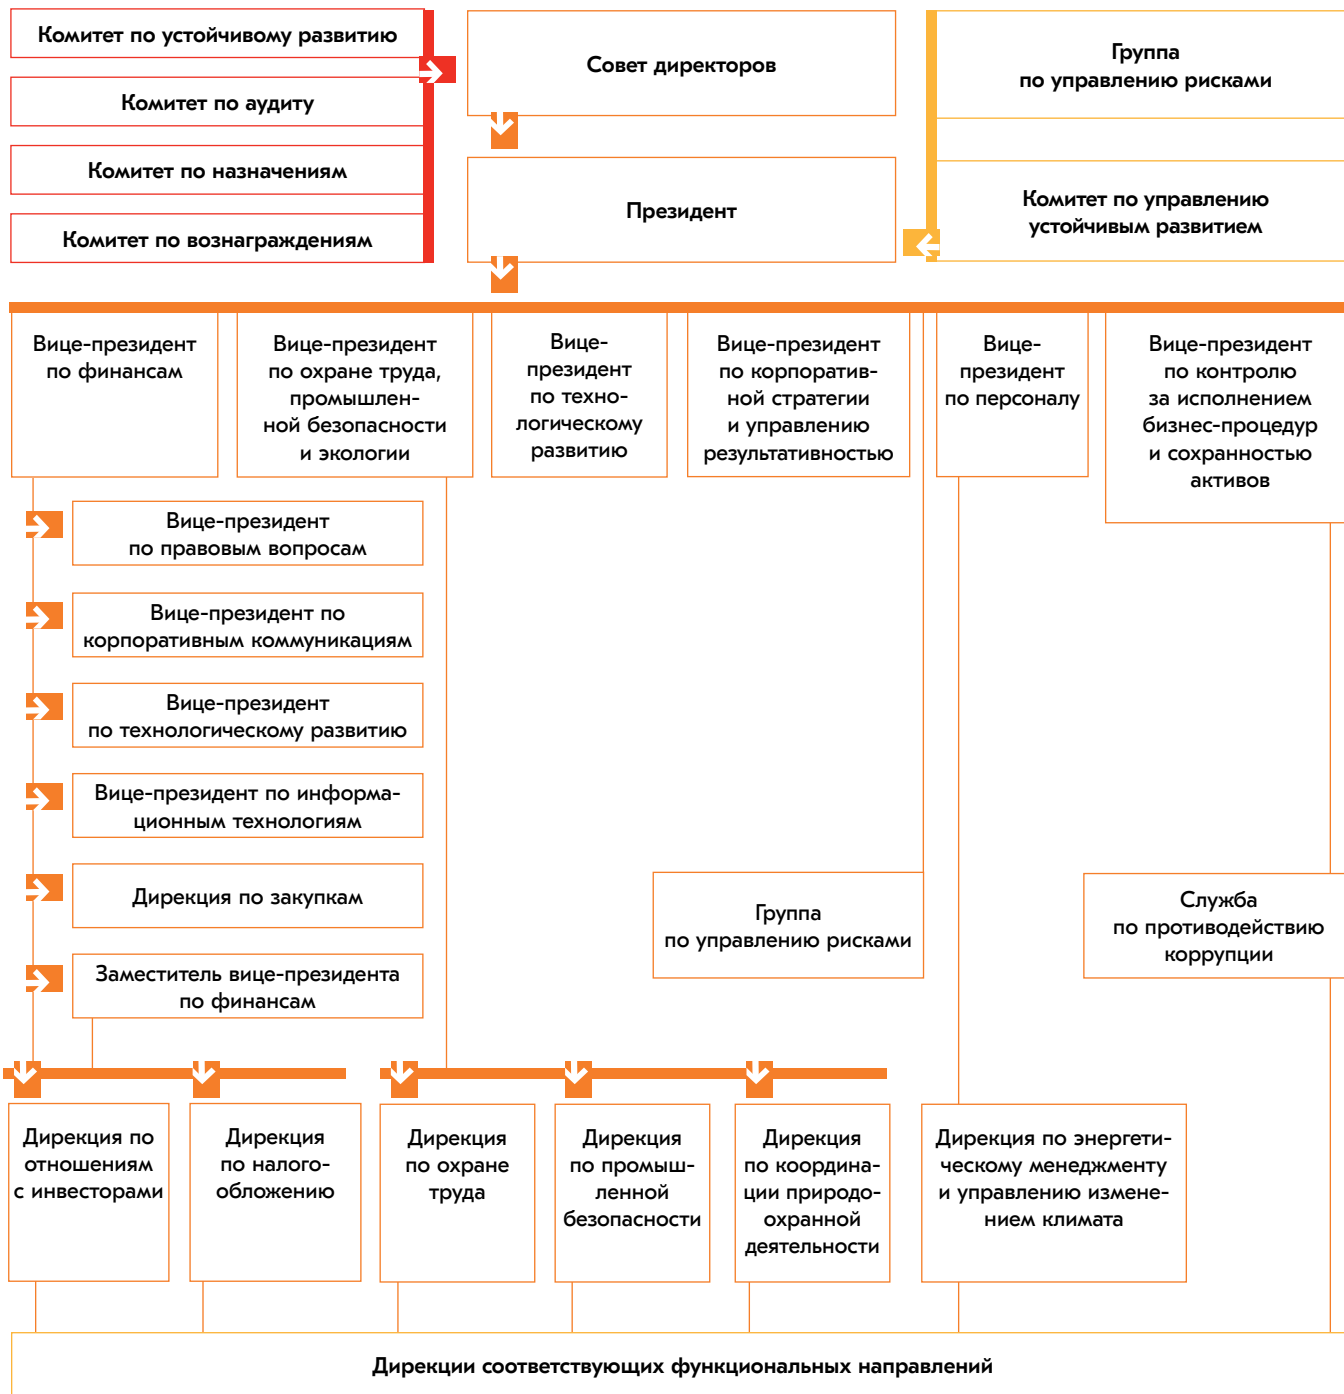 Комитет по устойчивому развитию
Комитет по аудиту
Комитет по назначениям
Комитет по вознаграждениям
Совет директоров
Президент
Группа
по управлению рисками
Комитет по управлению
устойчивым развитием
Вице-президент
по финансам
Вице-президент
по охране труда,
промышлен-
ной безопасности
и экологии
Вице-
президент
по техно-
логическому
развитию
Вице-президент
по корпоратив-
ной стратегии
и управлению
результативностью
Вице-
президент
по персоналу
Вице-президент
по контролю
за исполнением
бизнес-процедур
и сохранностью
активов
Вице-президент
по правовым вопросам
Вице-президент по
корпоративным коммуникациям
Вице-президент
по технологическому развитию
Вице-президент по информа-
ционным технологиям
Дирекция по закупкам
Заместитель вице-президента
по финансам
Группа
по управлению рисками
Служба
по противодействию
коррупции
Дирекция по
отношениям
с инвесторами
Дирекция
по налого-
обложению
Дирекция
по охране
труда
Дирекция
по промыш-
ленной
безопасности
Дирекция
по координа-
ции природо-
охранной
деятельности
Дирекция по энергети-
ческому менеджменту
и управлению измене-
нием климата
Дирекции соответствующих функциональных направлений